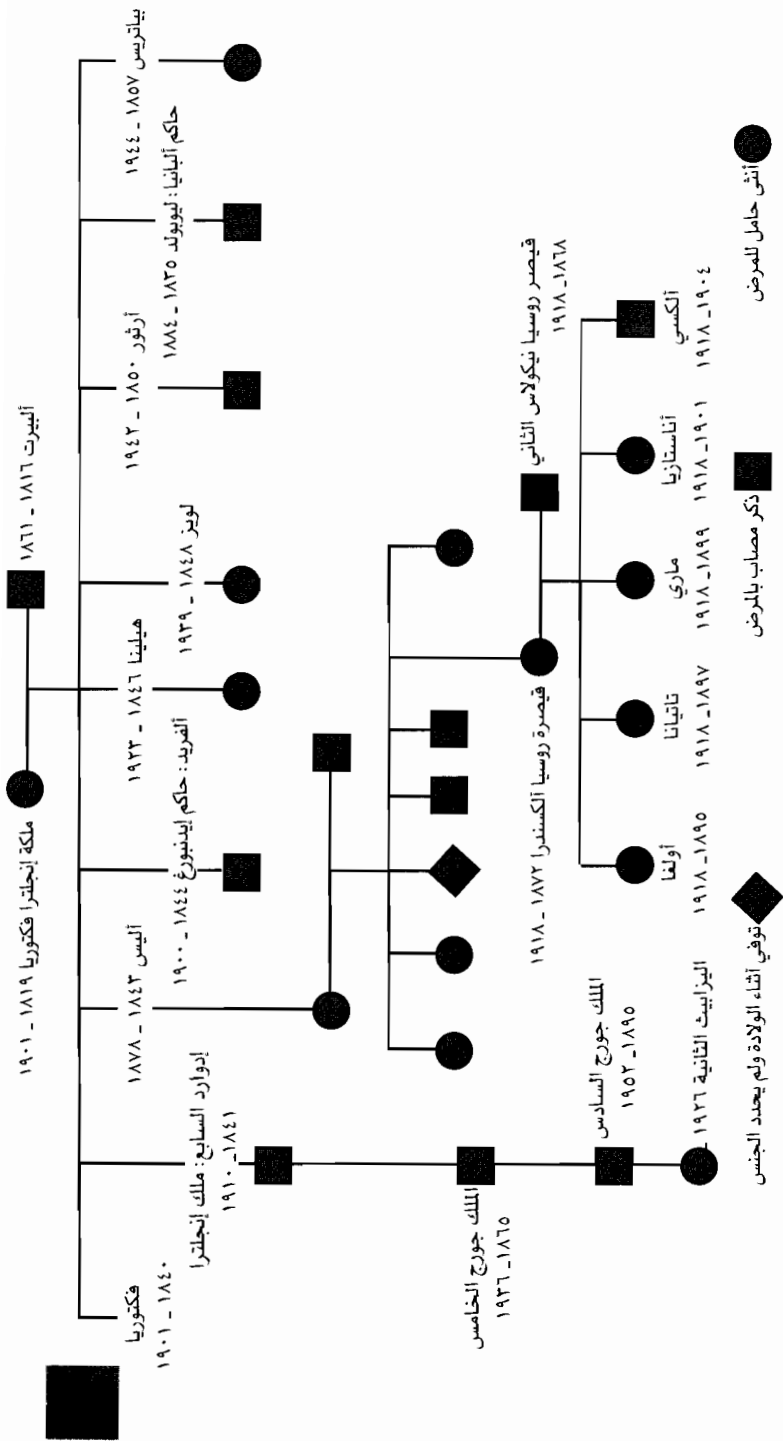 ملكة إنجلترا فكتوريا ١٨١٩ - ١٩٠١
ألبيرت ١٨١٦ - ١٨٦١
فكتوريا
١٨٤٠ - ١٩٠١
إدوارد السابع: ملك إنجلترا
١٨٤١ - ١٩١٠
أليس ١٨٤٣ - ١٨٧٨
ألفريد: حاكم إيدنبورغ ١٨٤٤ - ١٩٠٠
هيلينا ١٨٤٦ - ١٩٢٣
لويز ١٨٤٨ - ١٩٣٩
أرثور ١٨٥٠ - ١٩٤٢
حاكم ألبانيا: ليوبولد ١٨٣٥ - ١٨٨٤
بياتريس ١٨٥٧ - ١٩٤٤
الملك جورج الخامس
١٨٦٥ - ١٩٣٦
قيصرة روسيا ألكسندرا ١٨٧٢ - ١٩١٨
قيصر روسيا نيكولاس الثاني
١٨٦٨ - ١٩١٨
الملك جورج السادس
١٨٩٥ - ١٩٥٢
أولغا
١٨٩٥ - ١٩١٨
تاتيانا
١٨٩٧ - ١٩١٨
ماري
١٨٩٩ - ١٩١٨
أناستازيا
١٩٠١ - ١٩١٨
ألكسي
١٩٠٤ - ١٩١٨
اليزابيث الثانية ١٩٢٦ -
توفي أثناء الولادة ولم يحدد الجنس
ذكر مصاب بالمرض
أنثى حامل للمرض